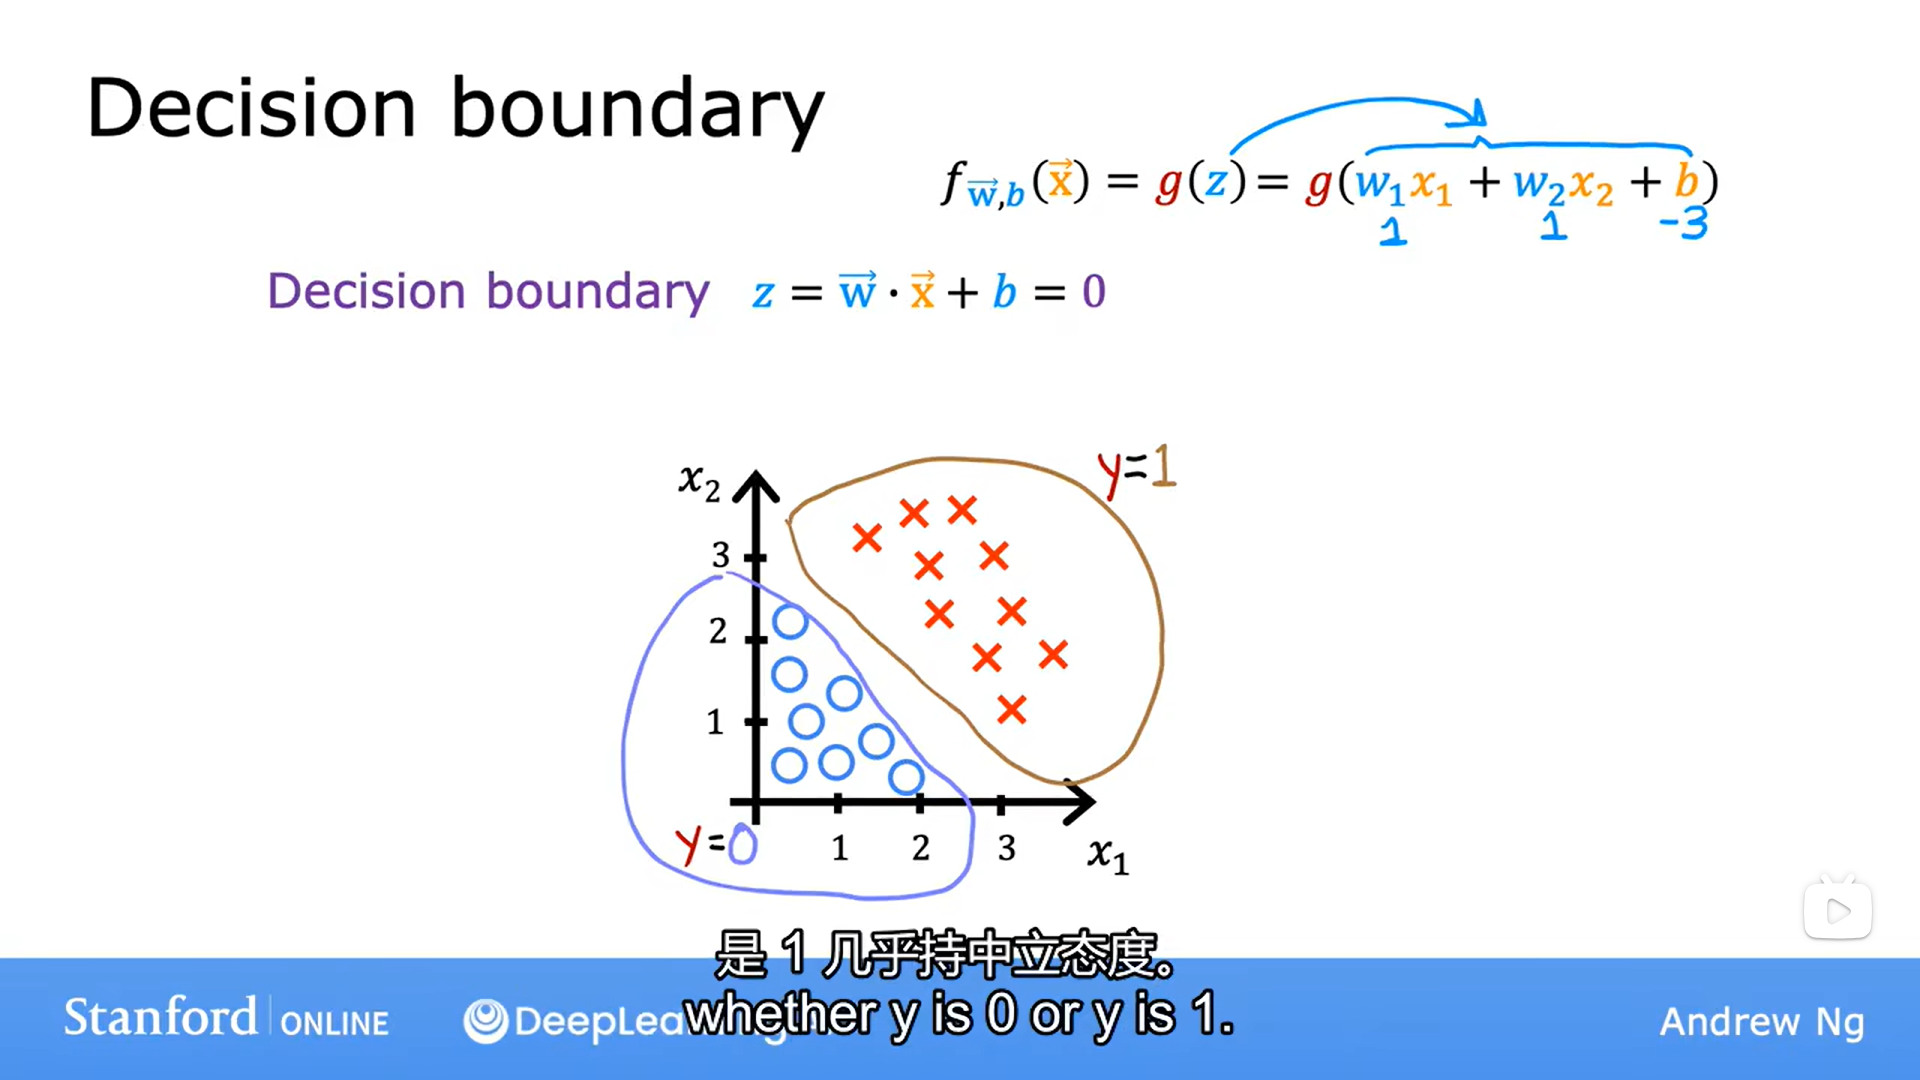 Decision boundary
f_{\vec{w},b}(\vec{x}) = g(z) = g(w_1x_1 + w_2x_2 + b)
1 1 -3
Decision boundary z = \vec{w} · \vec{x} + b = 0
y=1
x_2
3
2
1
y=0
1 2 3
x_1
是 1 几乎持中立态度。
whether y is 0 or y is 1.
Stanford ONLINE
DeepLea
Andrew Ng